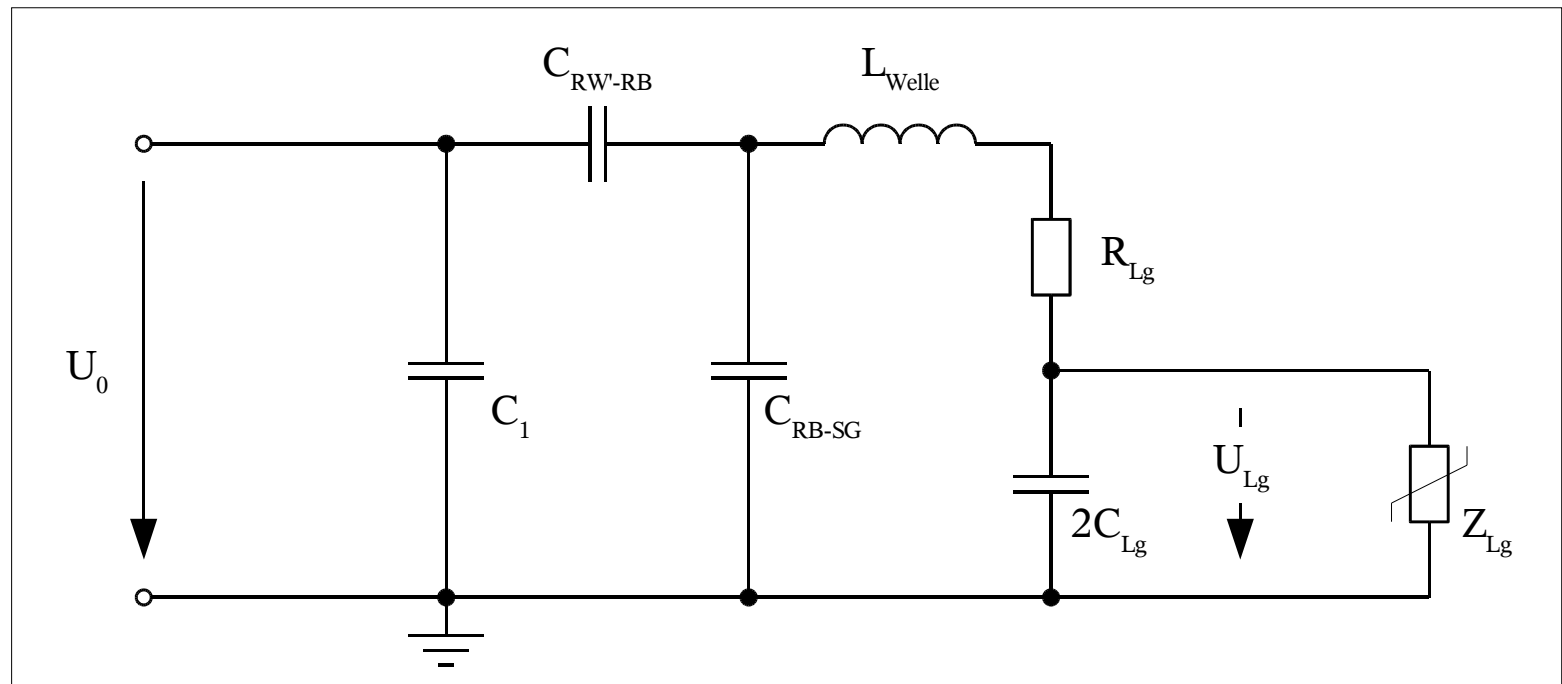 C_RW'-RB
L_Welle
R_Lg
U_0
C_1
C_RB-SG
U_Lg
2C_Lg
Z_Lg